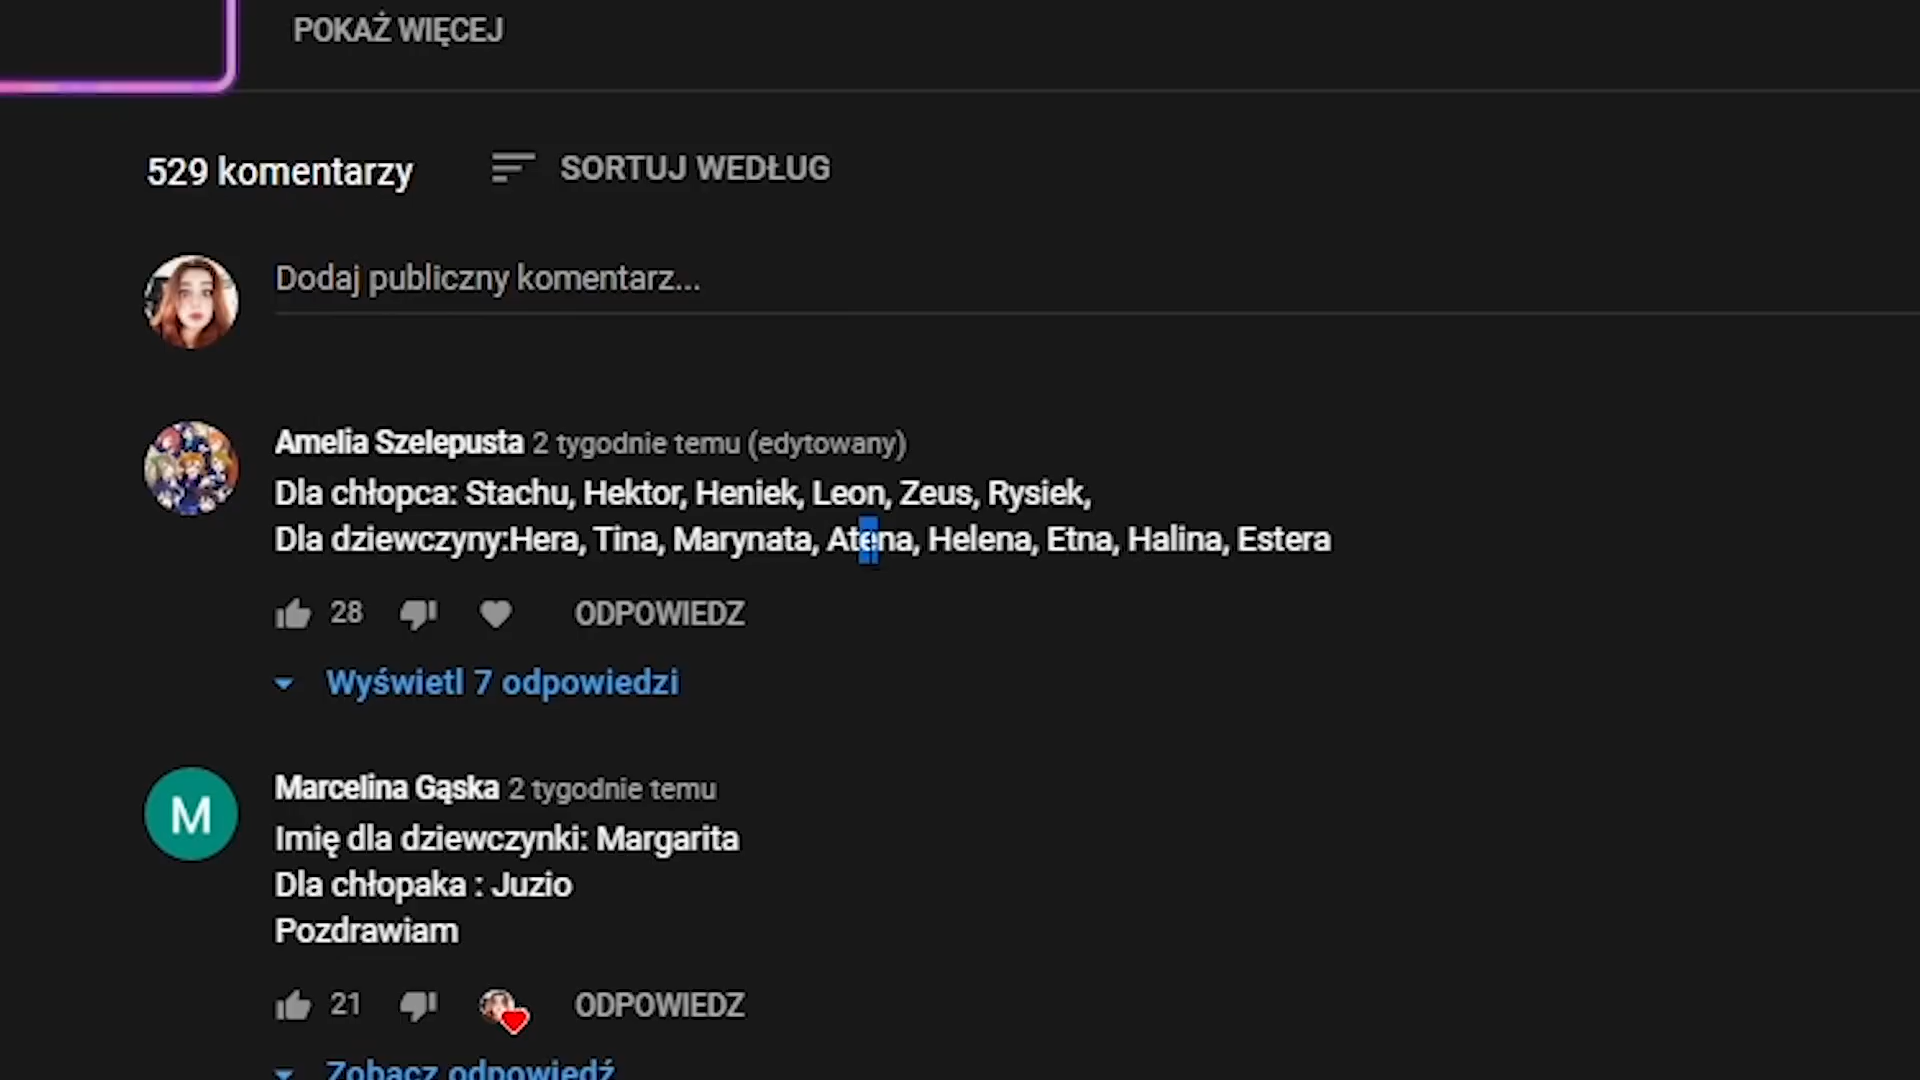 POKAŻ WIĘCEJ
529 komentarzy SORTUJ WEDŁUG
Dodaj publiczny komentarz...
Amelia Szelepusta 2 tygodnie temu (edytowany)
Dla chłopca: Stachu, Hektor, Heniek, Leon, Zeus, Rysiek,
Dla dziewczyny:Hera, Tina, Marynata, Atena, Helena, Etna, Halina, Estera
28 ODPOWIEDZ
Wyświetl 7 odpowiedzi
M
Marcelina Gąska 2 tygodnie temu
Imię dla dziewczynki: Margarita
Dla chłopaka : Juzio
Pozdrawiam
21 ODPOWIEDZ
Zobacz odpowiedź